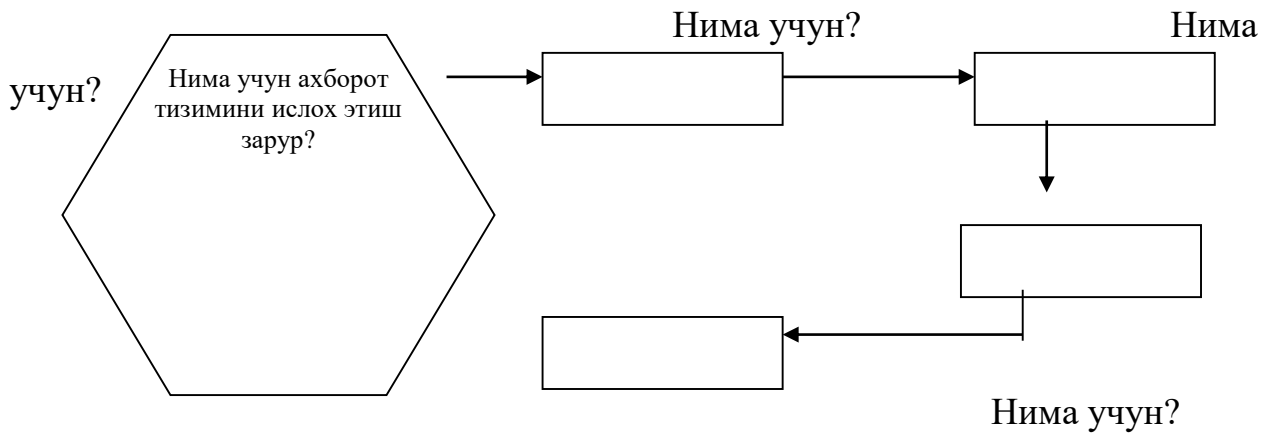 Нима учун? Нима
учун?
Нима учун ахборот
тизимини ислох этиш
зарур?
Нима учун?